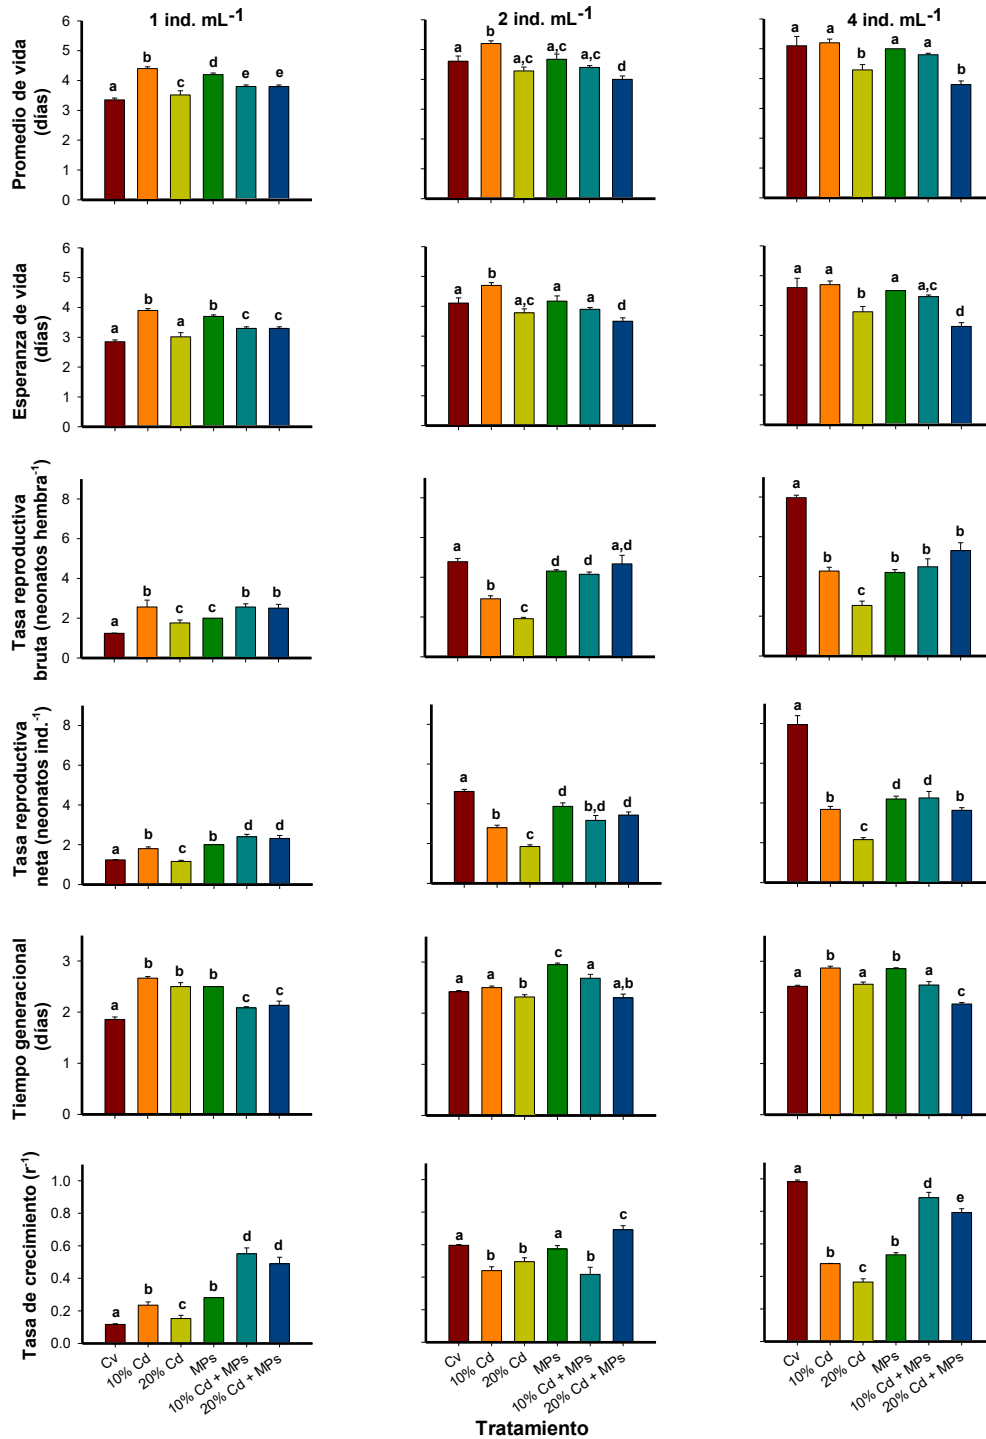 1 ind. mL-1
2 ind. mL-1
4 ind. mL-1
Promedio de vida
(días)
6
5
4
3
2
1
0
a b c d e e
a b a,c a,c a,c d
a a b a a b
Esperanza de vida
(días)
6
5
4
3
2
1
0
a b a b c c
a b a,c a a d
a a b a a,c d
Tasa reproductiva
bruta (neonatos hembra-1)
8
6
4
2
0
a b c c b b
a b c d d a,d
a b c b b b
Tasa reproductiva
neta (neonatos ind.-1)
8
6
4
2
0
a b c b d d
a b c d b,d d
a b c d d b
Tiempo generacional
(días)
3
2
1
0
a b b b c c
a a b c a a,b
a b a b a c
Tasa de crecimiento (r-1)
1.0
0.8
0.6
0.4
0.2
0.0
a b c b d d
a b b a b c
a b c b d e
Cv 10% Cd 20% Cd MPs 10% Cd + MPs 20% Cd + MPs
Cv 10% Cd 20% Cd MPs 10% Cd + MPs 20% Cd + MPs
Cv 10% Cd 20% Cd MPs 10% Cd + MPs 20% Cd + MPs
Tratamiento